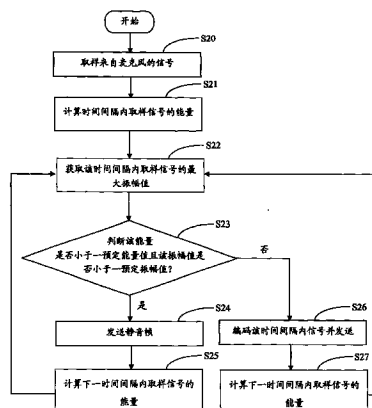 开始
S20
取样来自麦克风的信号
S21
计算时间间隔内取样信号的能量
S22
获取该时间间隔内取样信号的最
大振幅值
S23
判断该能量
是否小于一预定能量值且该振幅值是
否小于一预定振幅值?
否
是
S24
发送静音帧
S25
计算下一时间间隔内取样信号的
能量
S26
编码该时间间隔内信号并发送
S27
计算下一时间间隔内取样信号的
能量